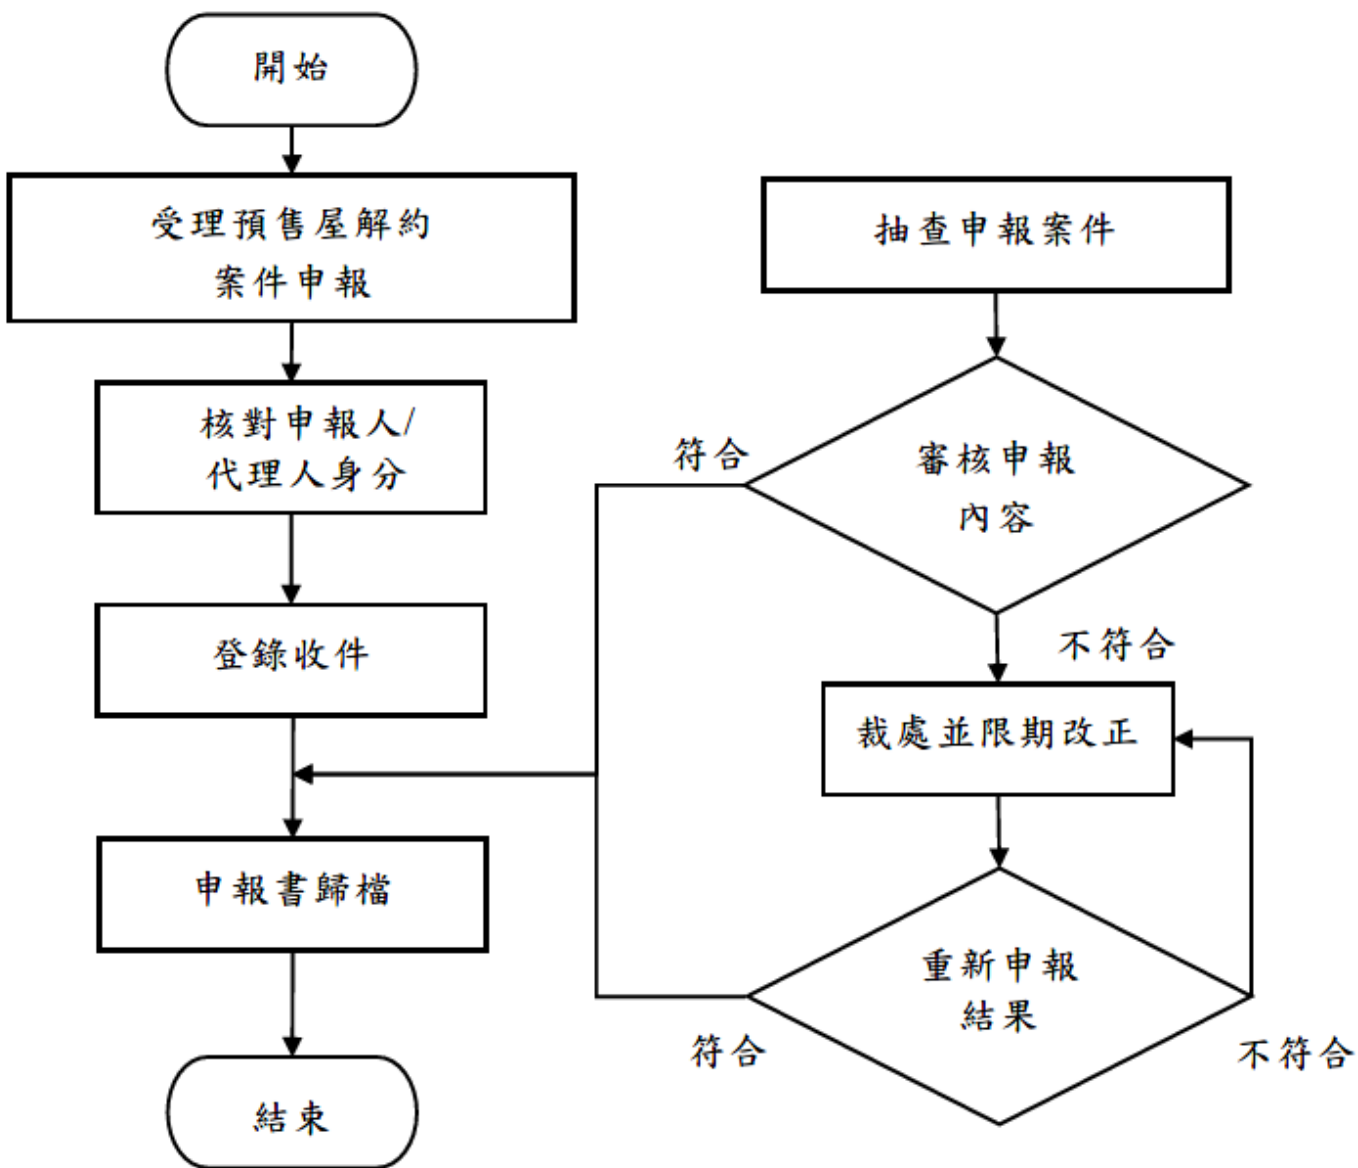 開始
受理預售屋解約
案件申報
核對申報人/
代理人身分
登錄收件
申報書歸檔
結束
抽查申報案件
審核申報
內容
符合
不符合
裁處並限期改正
重新申報
結果
符合
不符合